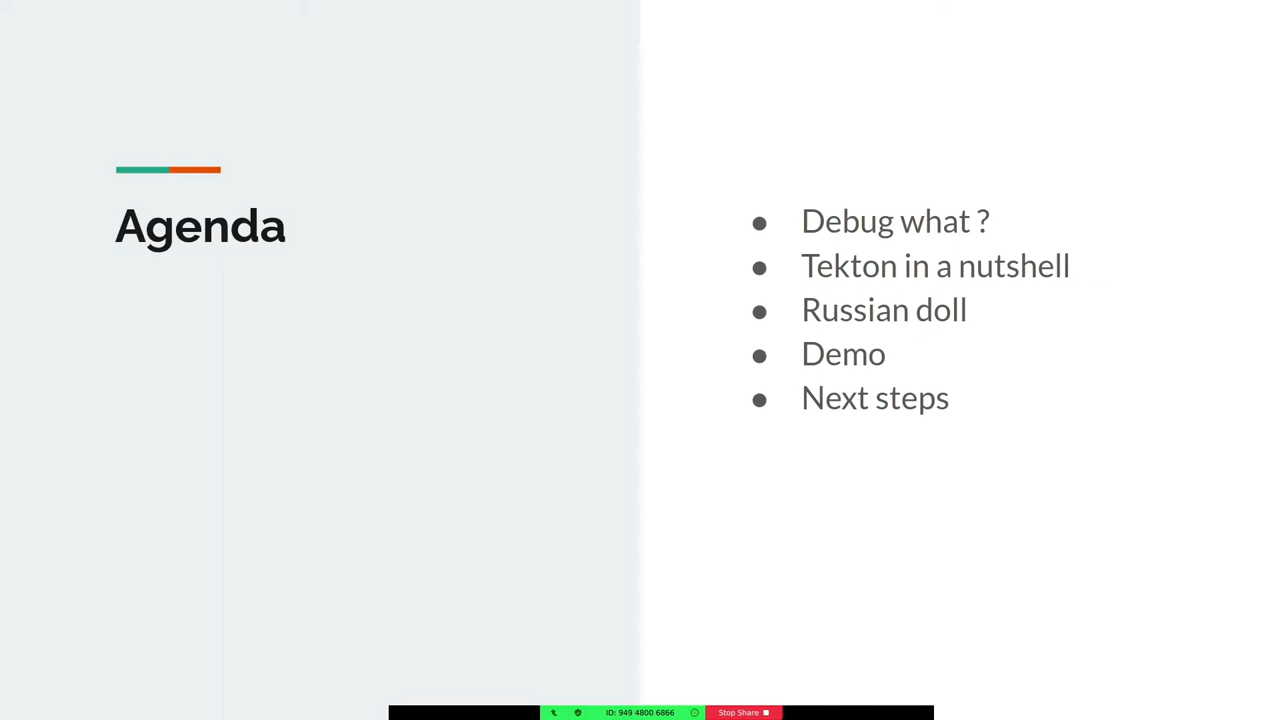 Agenda
● Debug what ?
● Tekton in a nutshell
● Russian doll
● Demo
● Next steps
ID: 949 4800 6866
Stop Share